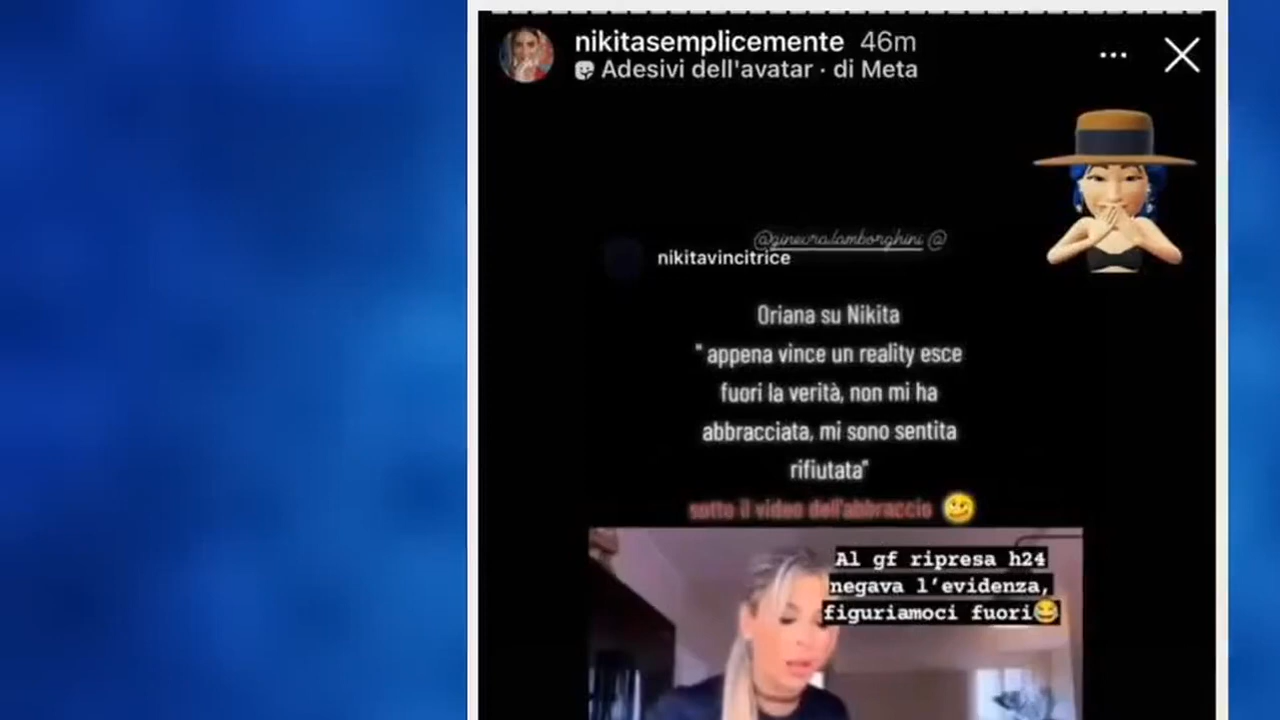 nikitasemplicemente 46m
Adesivi dell'avatar · di Meta
@ginevra.lamborghini @
nikitavincitrice
Oriana su Nikita
" appena vince un reality esce
fuori la verità, non mi ha
abbracciata, mi sono sentita
rifiutata"
sotto il video dell'abbraccio
Al gf ripresa h24
negava l'evidenza,
figuriamoci fuori